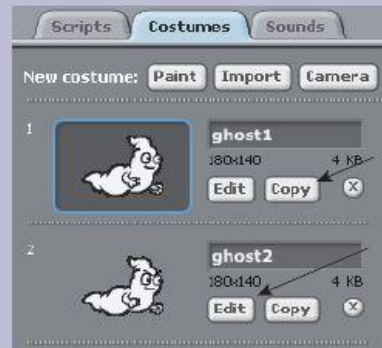 Scripts Costumes Sounds
New costume: Paint Import Camera
1
ghost1
180x140 4 KB
Edit Copy X
2
ghost2
180x140 4 KB
Edit Copy X